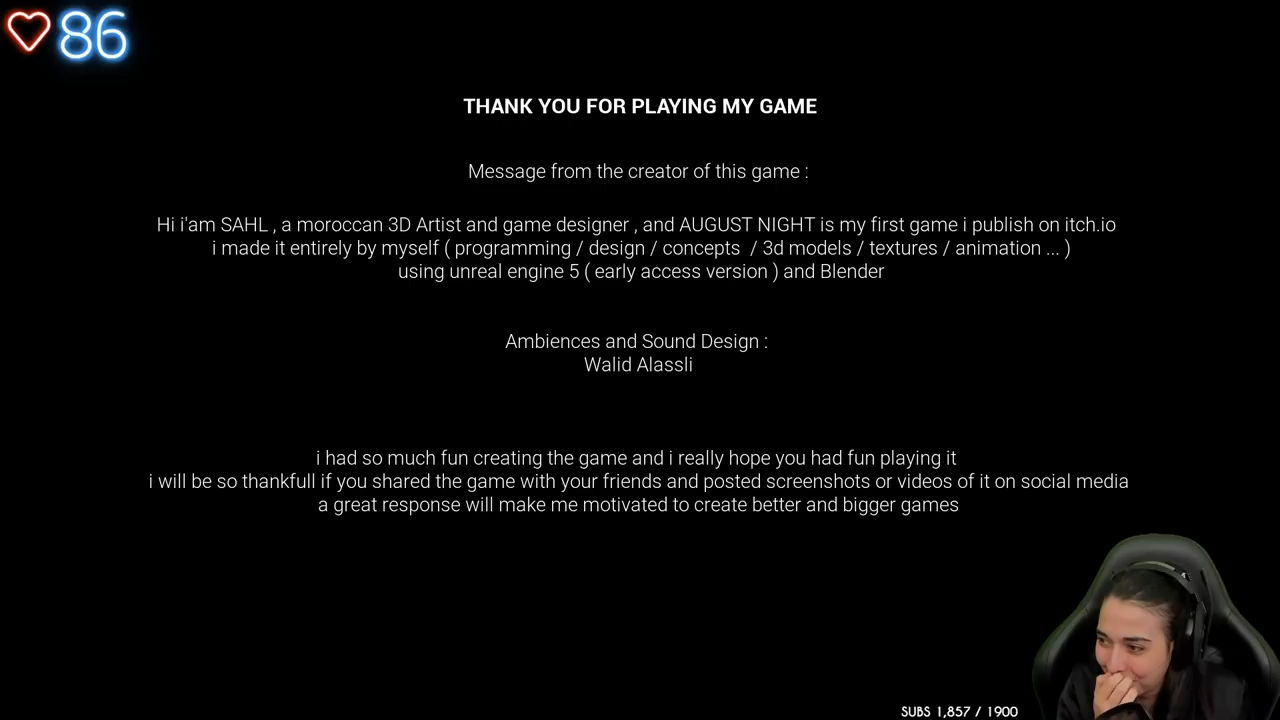 86
THANK YOU FOR PLAYING MY GAME
Message from the creator of this game :
Hi i'am SAHL , a moroccan 3D Artist and game designer , and AUGUST NIGHT is my first game i publish on itch.io
i made it entirely by myself ( programming / design / concepts / 3d models / textures / animation ... )
using unreal engine 5 ( early access version ) and Blender
Ambiences and Sound Design :
Walid Alassli
i had so much fun creating the game and i really hope you had fun playing it
i will be so thankfull if you shared the game with your friends and posted screenshots or videos of it on social media
a great response will make me motivated to create better and bigger games
SUBS 1,857 / 1900